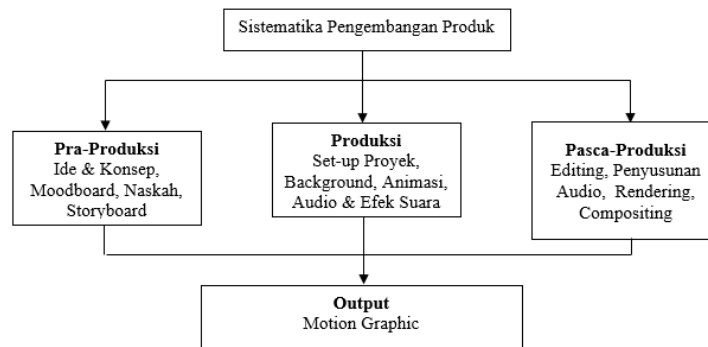 Sistematika Pengembangan Produk
Pra-Produksi
Ide & Konsep,
Moodboard, Naskah,
Storyboard
Produksi
Set-up Proyek,
Background, Animasi,
Audio & Efek Suara
Pasca-Produksi
Editing, Penyusunan
Audio, Rendering,
Compositing
Output
Motion Graphic